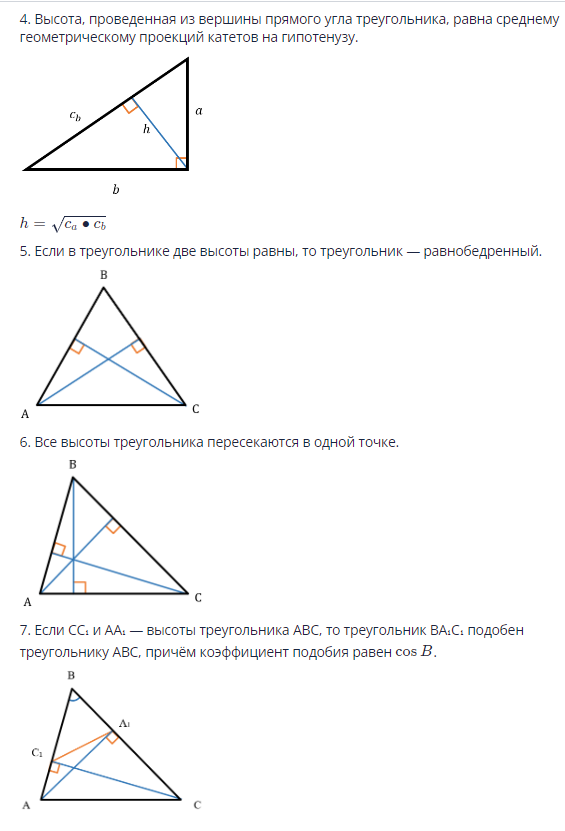 4. Высота, проведенная из вершины прямого угла треугольника, равна среднему
геометрическому проекций катетов на гипотенузу.
c_b
a
h
b
h = √(c_a • c_b)
5. Если в треугольнике две высоты равны, то треугольник — равнобедренный.
B
A
C
6. Все высоты треугольника пересекаются в одной точке.
B
A
C
7. Если CC₁ и AA₁ — высоты треугольника ABC, то треугольник BA₁C₁ подобен
треугольнику ABC, причём коэффициент подобия равен cos B.
B
A₁
C₁
A
C